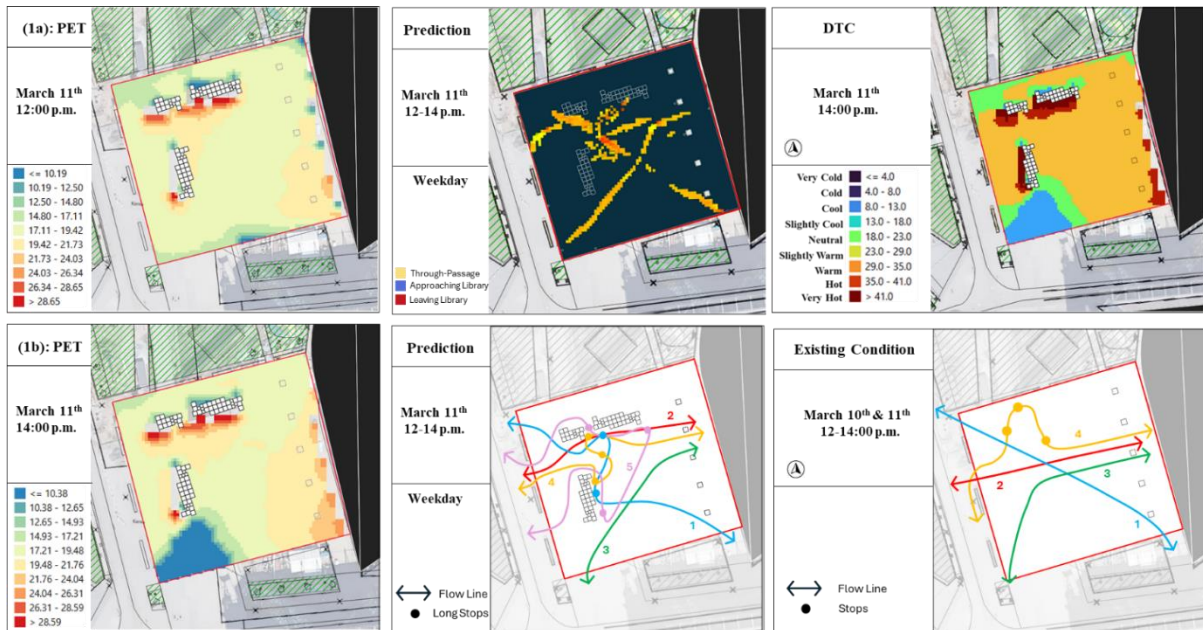 (1a): PET
March 11th
12:00 p.m.
<= 10.19
10.19 - 12.50
12.50 - 14.80
14.80 - 17.11
17.11 - 19.42
19.42 - 21.73
21.73 - 24.03
24.03 - 26.34
26.34 - 28.65
> 28.65
Prediction
March 11th
12-14 p.m.
Weekday
Through-Passage
Approaching Library
Leaving Library
DTC
March 11th
14:00 p.m.
Very Cold <= 4.0
Cold 4.0 - 8.0
Cool 8.0 - 13.0
Slightly Cool 13.0 - 18.0
Neutral 18.0 - 23.0
Slightly Warm 23.0 - 29.0
Warm 29.0 - 35.0
Hot 35.0 - 41.0
Very Hot > 41.0
(1b): PET
March 11th
14:00 p.m.
<= 10.38
10.38 - 12.65
12.65 - 14.93
14.93 - 17.21
17.21 - 19.48
19.48 - 21.76
21.76 - 24.04
24.04 - 26.31
26.31 - 28.59
> 28.59
Prediction
March 11th
12-14 p.m.
Weekday
2
5
4
1
3
Flow Line
Long Stops
Existing Condition
March 10th & 11th
12-14:00 p.m.
4
2
3
1
Flow Line
Stops